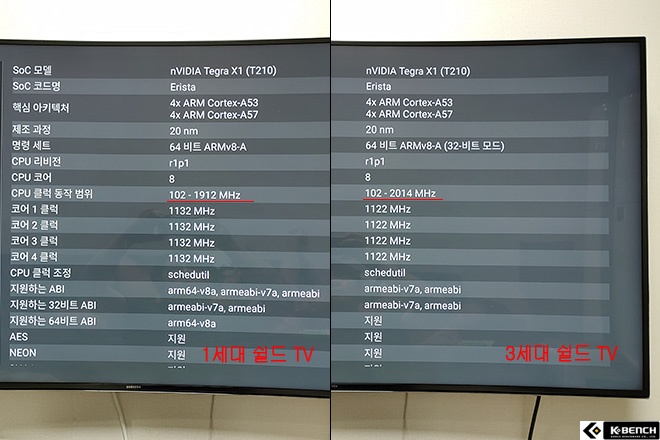 SoC 모델 nVIDIA Tegra X1 (T210)
SoC 코드명 Erista
핵심 아키텍처 4x ARM Cortex-A53
4x ARM Cortex-A57
제조 과정 20 nm
명령 세트 64 비트 ARMv8-A
CPU 리비전 r1p1
CPU 코어 8
CPU 클럭 동작 범위 102 - 1912 MHz
코어 1 클럭 1132 MHz
코어 2 클럭 1132 MHz
코어 3 클럭 1132 MHz
코어 4 클럭 1132 MHz
CPU 클럭 조정 schedutil
지원하는 ABI arm64-v8a, armeabi-v7a, armeabi
지원하는 32비트 ABI armeabi-v7a, armeabi
지원하는 64비트 ABI arm64-v8a
AES 지원
NEON 지원
1세대 쉴드 TV
SAMSUNG
nVIDIA Tegra X1 (T210)
Erista
4x ARM Cortex-A53
4x ARM Cortex-A57
20 nm
64 비트 ARMv8-A (32-비트 모드)
r1p1
8
102 - 2014 MHz
1122 MHz
1122 MHz
1122 MHz
1122 MHz
schedutil
armeabi-v7a, armeabi
armeabi-v7a, armeabi
지원
지원
3세대 쉴드 TV
K-BENCH